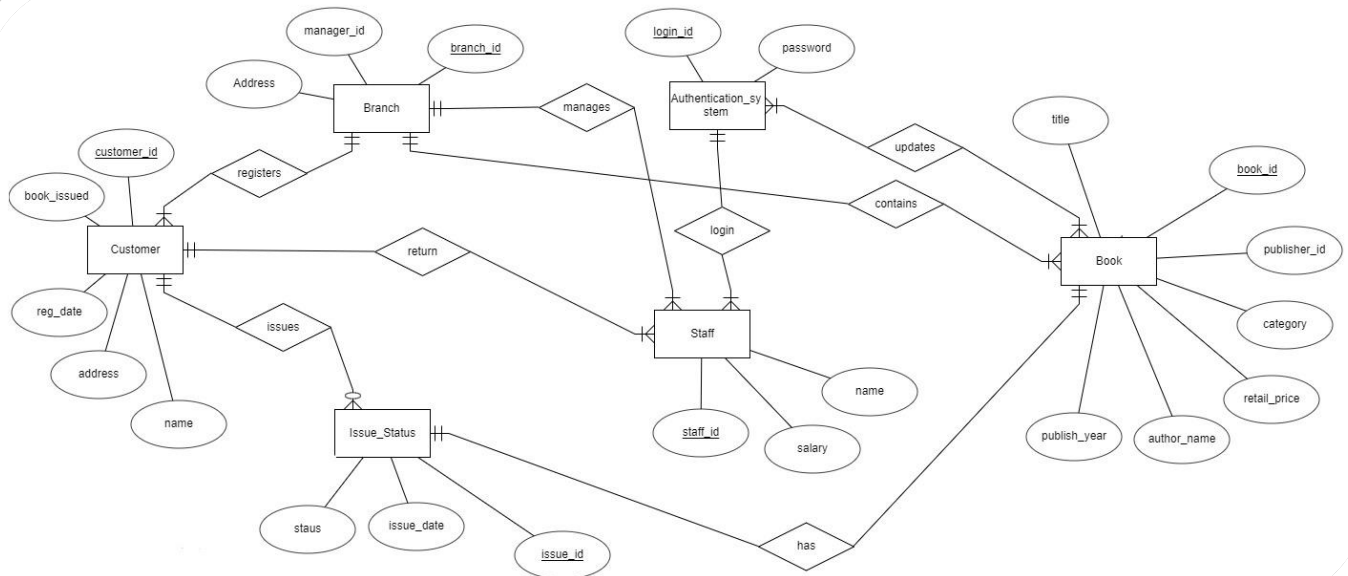 manager_id
login_id
branch_id
password
Address
Branch
manages
Authentication_sy
stem
title
customer_id
updates
book_id
registers
book_issued
contains
Customer
return
login
Book
publisher_id
reg_date
issues
Staff
category
address
name
name
retail_price
Issue_Status
staff_id
salary
publish_year
author_name
staus
issue_date
issue_id
has